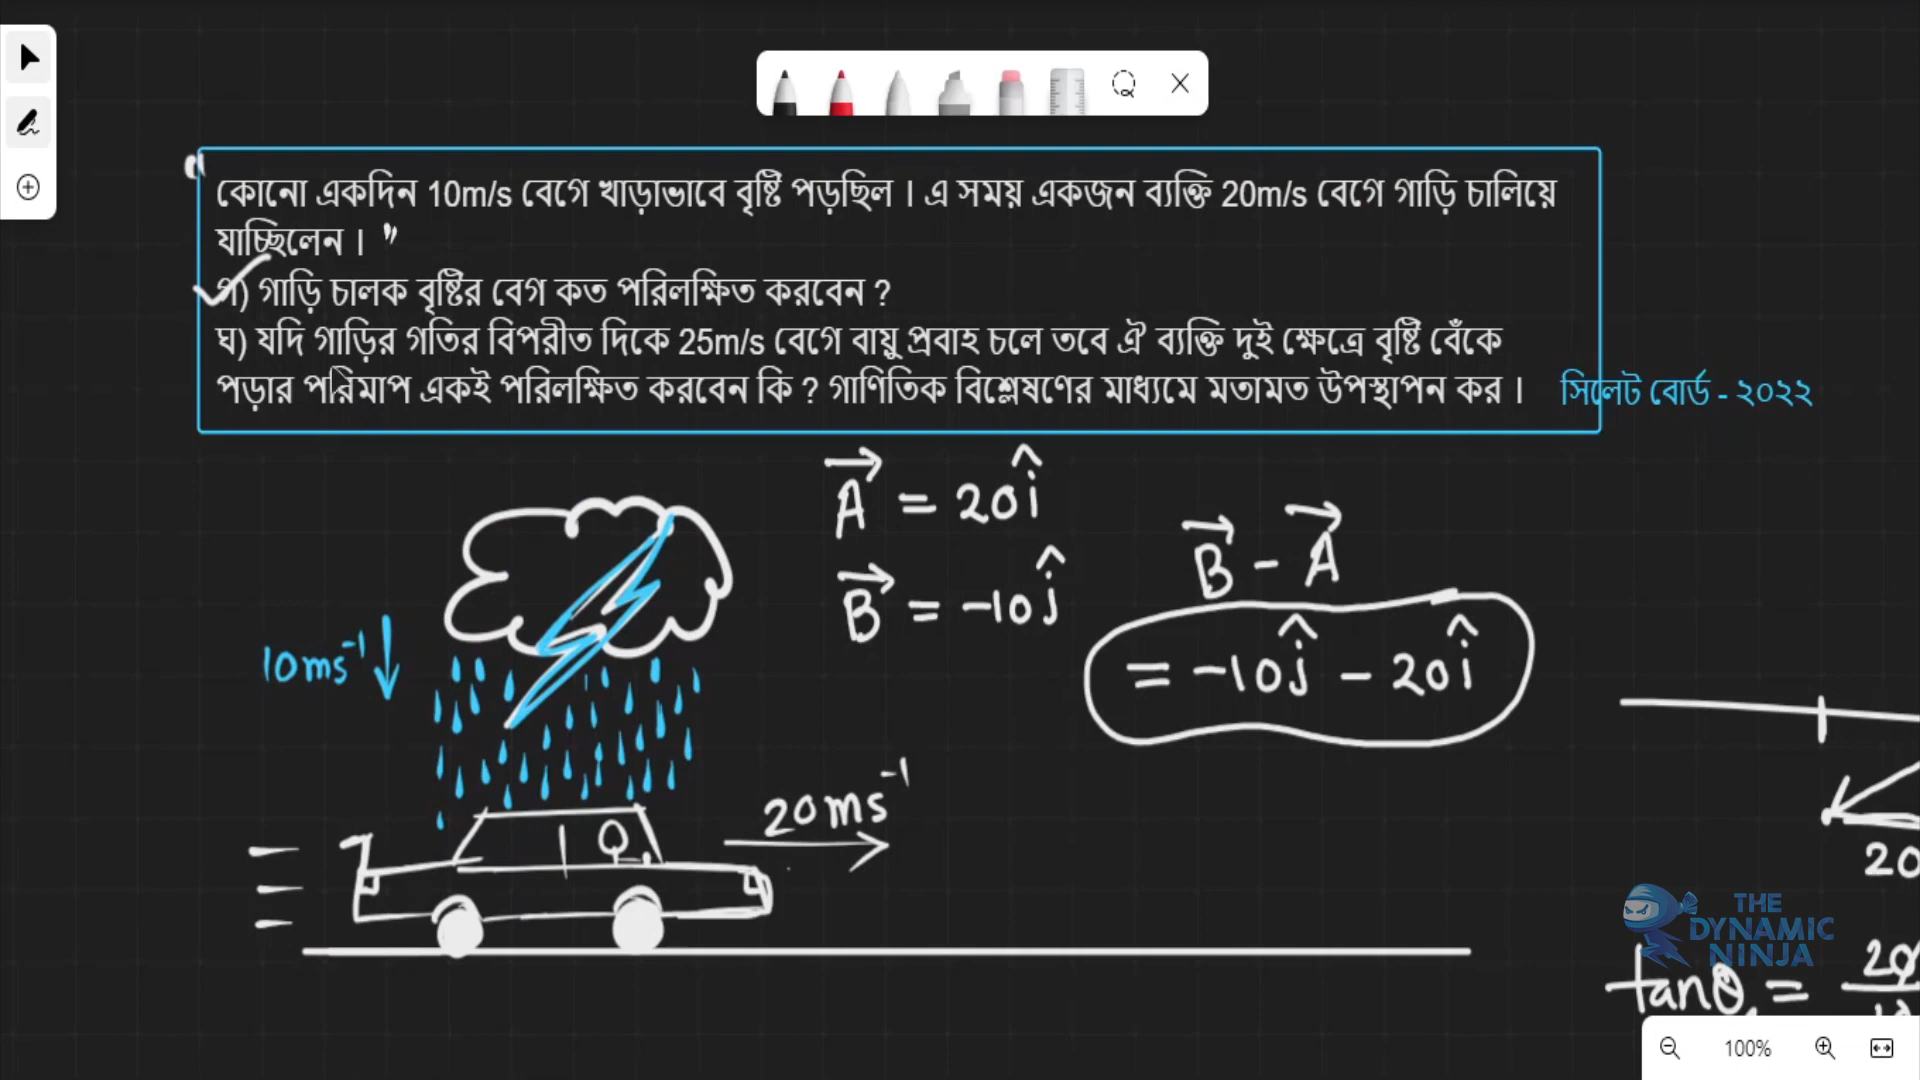 "কোনো একদিন 10m/s বেগে খাড়াভাবে বৃষ্টি পড়ছিল । এ সময় একজন ব্যক্তি 20m/s বেগে গাড়ি চালিয়ে
যাচ্ছিলেন । "
গ) গাড়ি চালক বৃষ্টির বেগ কত পরিলক্ষিত করবেন ?
ঘ) যদি গাড়ির গতির বিপরীত দিকে 25m/s বেগে বায়ু প্রবাহ চলে তবে ঐ ব্যক্তি দুই ক্ষেত্রে বৃষ্টি বেঁকে
পড়ার পরিমাপ একই পরিলক্ষিত করবেন কি ? গাণিতিক বিশ্লেষণের মাধ্যমে মতামত উপস্থাপন কর ।
সিলেট বোর্ড - ২০২২
A⃗ = 20î
B⃗ = -10ĵ
B⃗ - A⃗
= -10ĵ - 20î
10ms⁻¹
20ms⁻¹
20
THE
DYNAMIC
NINJA
tanθ = 20
100%